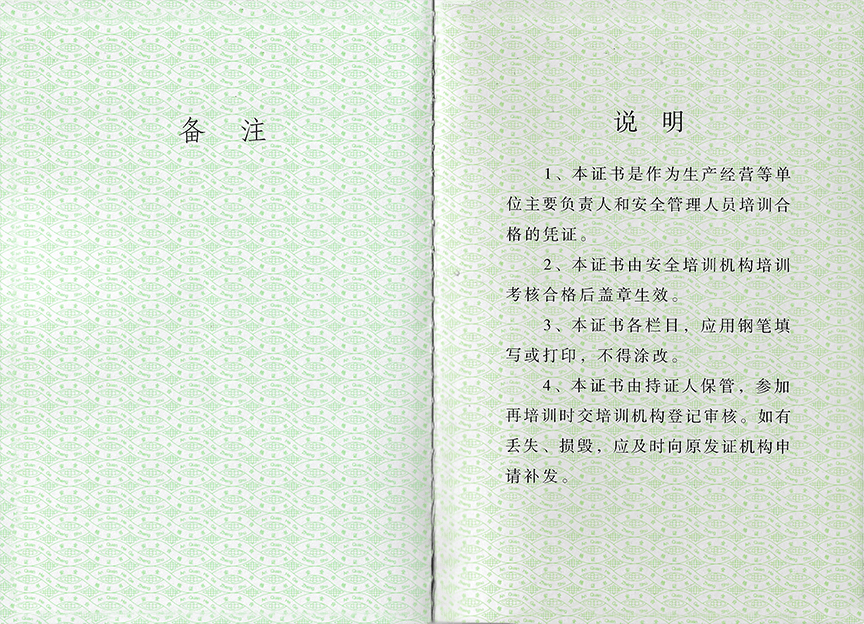 备 注
说 明
1、本证书是作为生产经营等单
位主要负责人和安全管理人员培训合
格的凭证。
2、本证书由安全培训机构培训
考核合格后盖章生效。
3、本证书各栏目，应用钢笔填
写或打印，不得涂改。
4、本证书由持证人保管，参加
再培训时交培训机构登记审核。如有
丢失、损毁，应及时向原发证机构申
请补发。